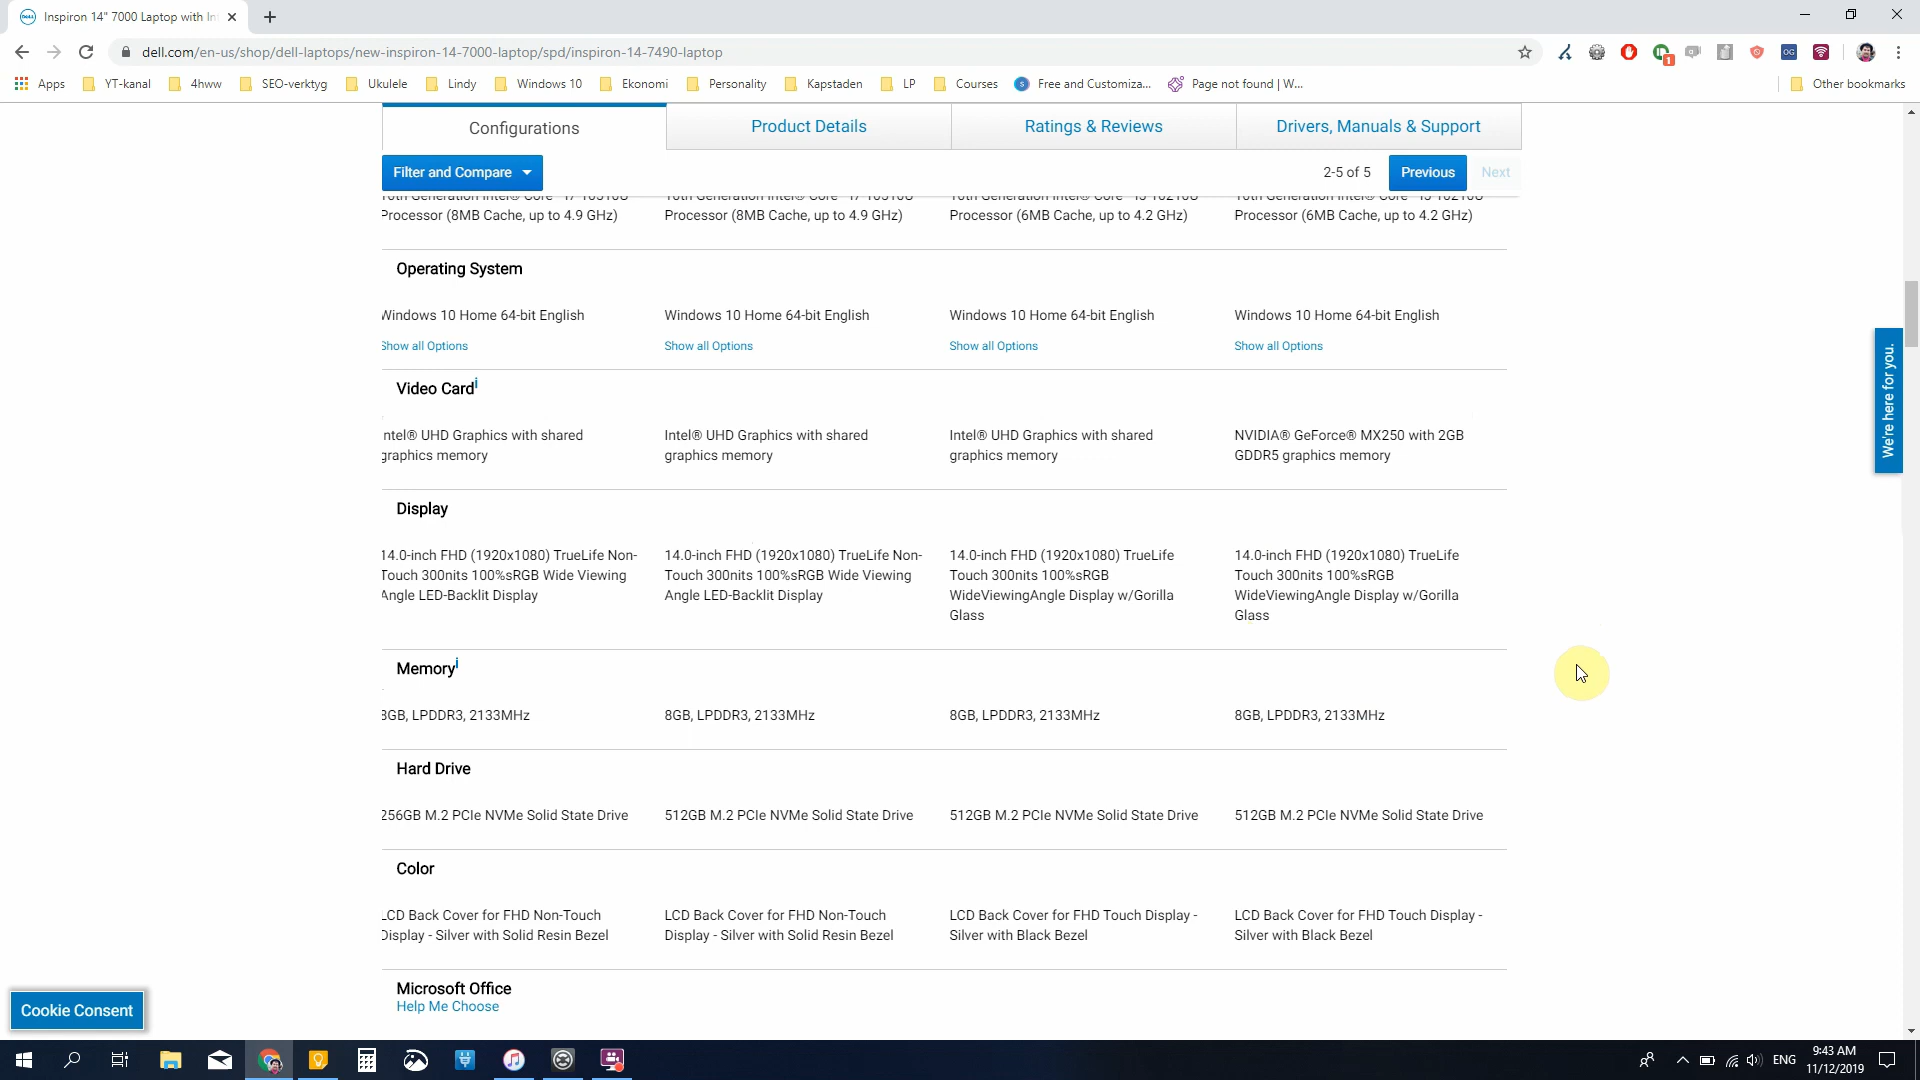 Inspiron 14" 7000 Laptop with In
dell.com/en-us/shop/dell-laptops/new-inspiron-14-7000-laptop/spd/inspiron-14-7490-laptop
1
OG
Apps YT-kanal 4hww SEO-verktyg Ukulele Lindy Windows 10 Ekonomi Personality Kapstaden LP Courses Free and Customiza... Page not found | W... Other bookmarks
Configurations Product Details Ratings & Reviews Drivers, Manuals & Support
Filter and Compare 2-5 of 5 Previous Next
Processor (8MB Cache, up to 4.9 GHz) Processor (8MB Cache, up to 4.9 GHz) Processor (6MB Cache, up to 4.2 GHz) Processor (6MB Cache, up to 4.2 GHz)
Operating System
Windows 10 Home 64-bit English Windows 10 Home 64-bit English Windows 10 Home 64-bit English Windows 10 Home 64-bit English
Show all Options Show all Options Show all Options Show all Options
Video Card i
ntel® UHD Graphics with shared Intel® UHD Graphics with shared Intel® UHD Graphics with shared NVIDIA® GeForce® MX250 with 2GB
graphics memory graphics memory graphics memory GDDR5 graphics memory
We're here for you.
Display
14.0-inch FHD (1920x1080) TrueLife Non- 14.0-inch FHD (1920x1080) TrueLife Non- 14.0-inch FHD (1920x1080) TrueLife 14.0-inch FHD (1920x1080) TrueLife
Touch 300nits 100%sRGB Wide Viewing Touch 300nits 100%sRGB Wide Viewing Touch 300nits 100%sRGB Touch 300nits 100%sRGB
Angle LED-Backlit Display Angle LED-Backlit Display WideViewingAngle Display w/Gorilla WideViewingAngle Display w/Gorilla
Glass Glass
Memory i
8GB, LPDDR3, 2133MHz 8GB, LPDDR3, 2133MHz 8GB, LPDDR3, 2133MHz 8GB, LPDDR3, 2133MHz
Hard Drive
256GB M.2 PCIe NVMe Solid State Drive 512GB M.2 PCIe NVMe Solid State Drive 512GB M.2 PCIe NVMe Solid State Drive 512GB M.2 PCIe NVMe Solid State Drive
Color
LCD Back Cover for FHD Non-Touch LCD Back Cover for FHD Non-Touch LCD Back Cover for FHD Touch Display - LCD Back Cover for FHD Touch Display -
Display - Silver with Solid Resin Bezel Display - Silver with Solid Resin Bezel Silver with Black Bezel Silver with Black Bezel
Microsoft Office
Help Me Choose
Cookie Consent
ENG 9:43 AM
11/12/2019